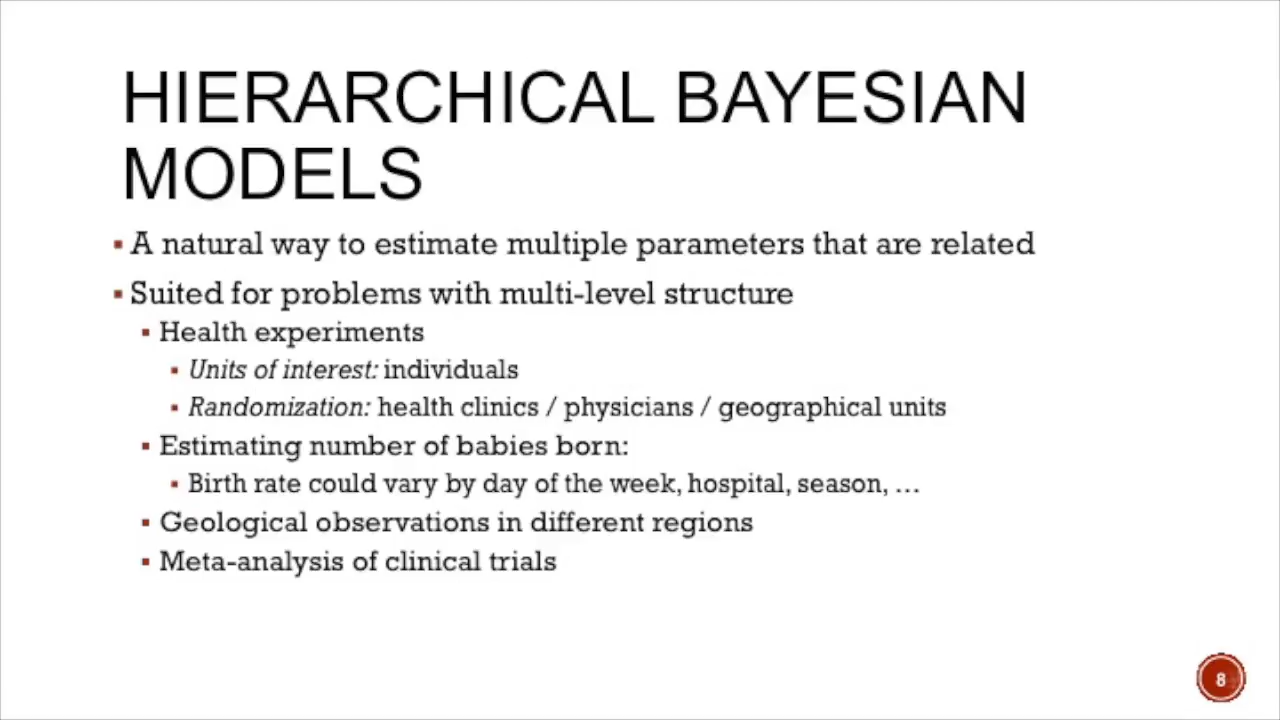 HIERARCHICAL BAYESIAN
MODELS
▪ A natural way to estimate multiple parameters that are related
▪ Suited for problems with multi-level structure
▪ Health experiments
▪ Units of interest: individuals
▪ Randomization: health clinics / physicians / geographical units
▪ Estimating number of babies born:
▪ Birth rate could vary by day of the week, hospital, season, …
▪ Geological observations in different regions
▪ Meta-analysis of clinical trials
8